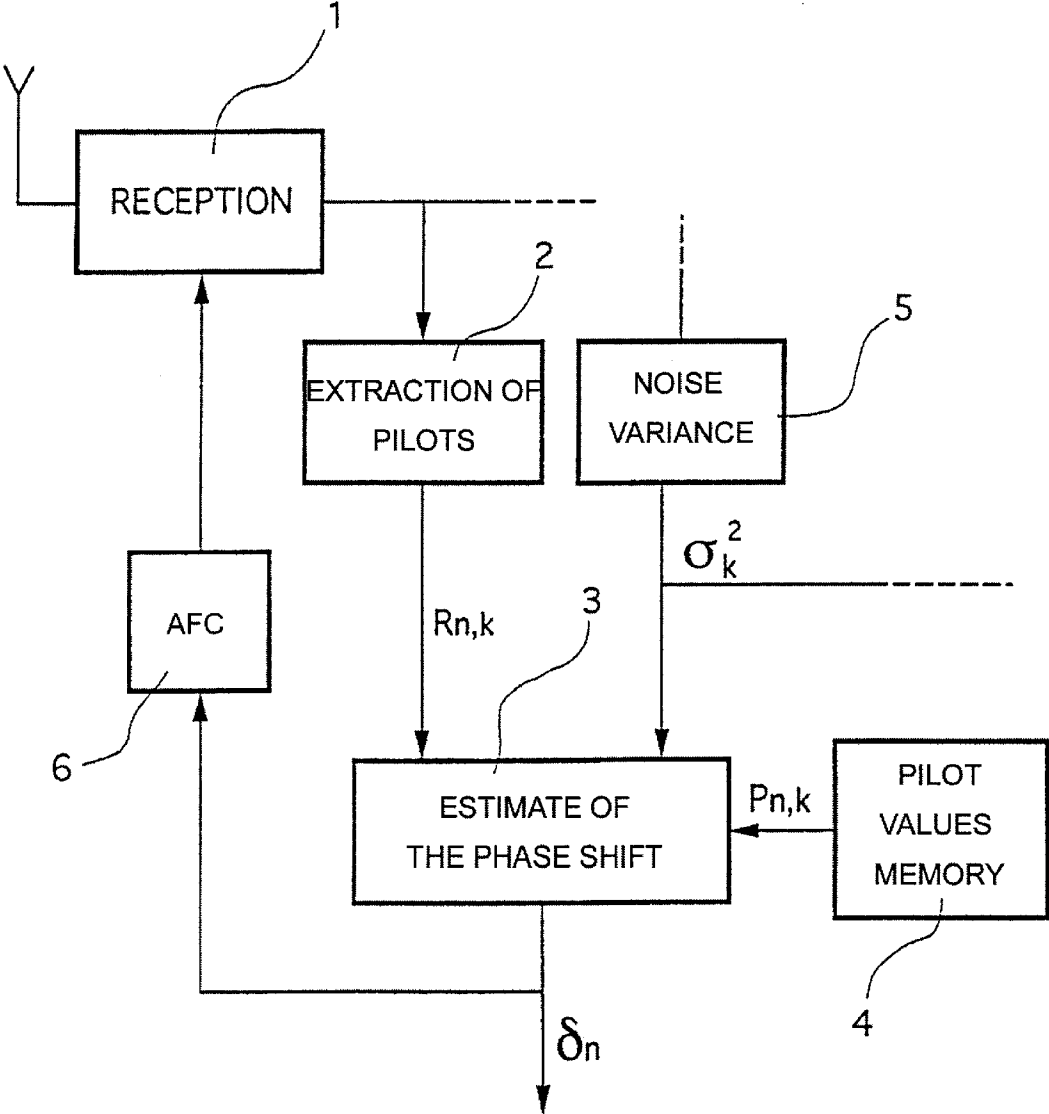 1
RECEPTION
2
EXTRACTION OF
PILOTS
5
NOISE
VARIANCE
σk²
AFC
6
Rn,k
3
ESTIMATE OF
THE PHASE SHIFT
Pn,k
PILOT
VALUES
MEMORY
4
δn